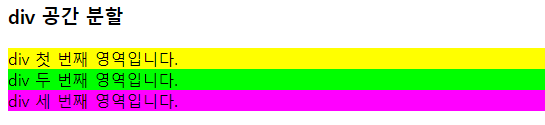 div 공간 분할
div 첫 번째 영역입니다.
div 두 번째 영역입니다.
div 세 번째 영역입니다.